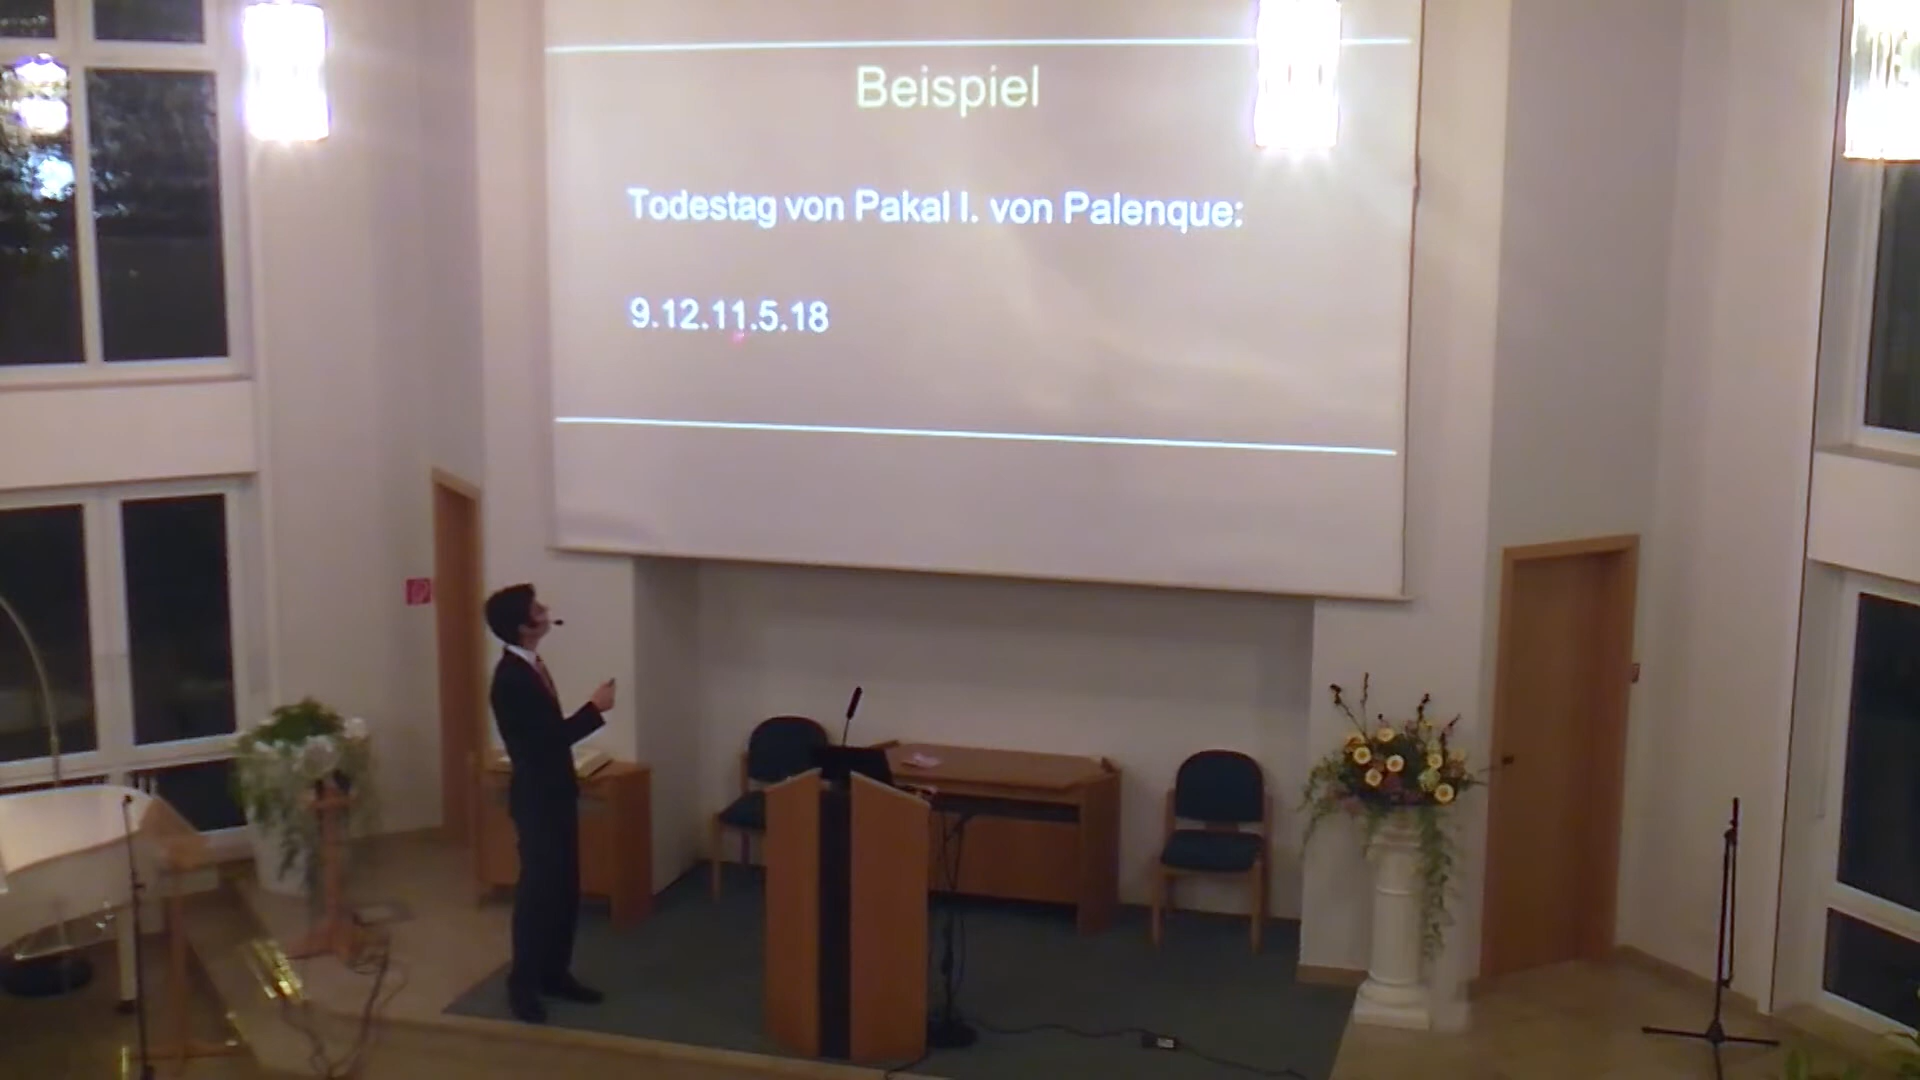 Beispiel
Todestag von Pakal I. von Palenque:
9.12.11.5.18